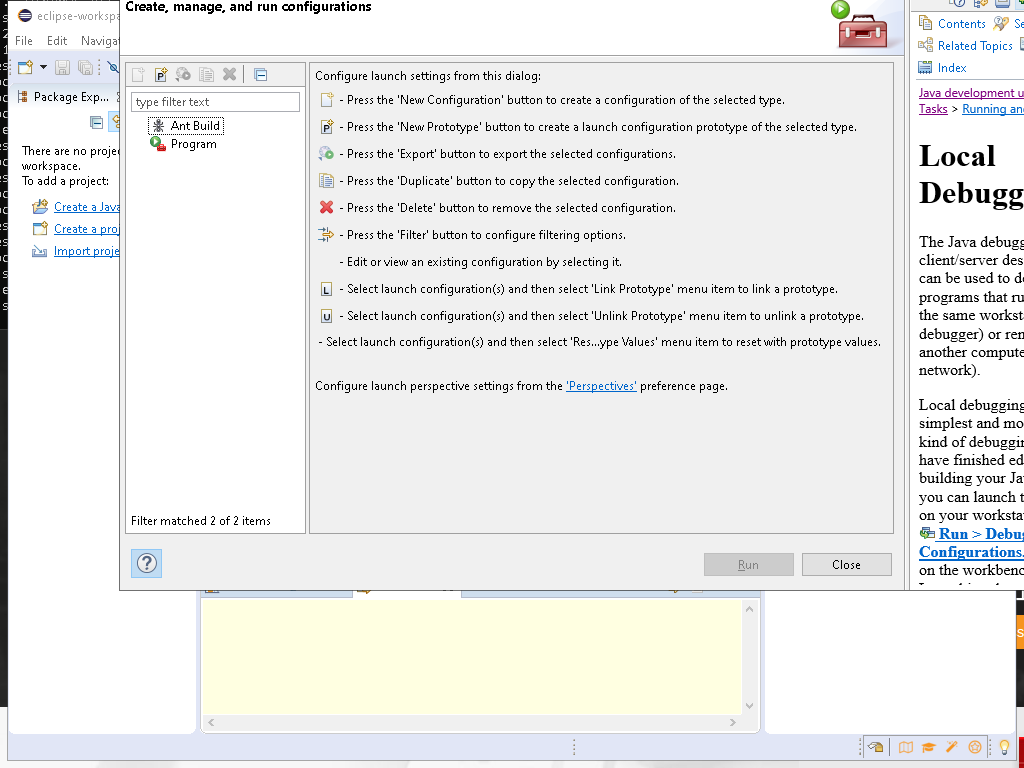 eclipse-workspa
File Edit Navigat
Package Exp...
There are no proje
workspace.
To add a project:
Create a Java
Create a proj
Import proje
Create, manage, and run configurations
type filter text
Ant Build
Program
Filter matched 2 of 2 items
Configure launch settings from this dialog:
- Press the 'New Configuration' button to create a configuration of the selected type.
- Press the 'New Prototype' button to create a launch configuration prototype of the selected type.
- Press the 'Export' button to export the selected configurations.
- Press the 'Duplicate' button to copy the selected configuration.
- Press the 'Delete' button to remove the selected configuration.
- Press the 'Filter' button to configure filtering options.
- Edit or view an existing configuration by selecting it.
- Select launch configuration(s) and then select 'Link Prototype' menu item to link a prototype.
- Select launch configuration(s) and then select 'Unlink Prototype' menu item to unlink a prototype.
- Select launch configuration(s) and then select 'Res...ype Values' menu item to reset with prototype values.
Configure launch perspective settings from the 'Perspectives' preference page.
Run Close
Contents Se
Related Topics
Index
Java development u
Tasks > Running and
Local
Debugg
The Java debugg
client/server des
can be used to de
programs that ru
the same worksta
debugger) or rem
another compute
network).
Local debugging
simplest and mo
kind of debuggin
have finished ed
building your Jav
you can launch t
on your worksta
Run > Debug
Configurations.
on the workbenc